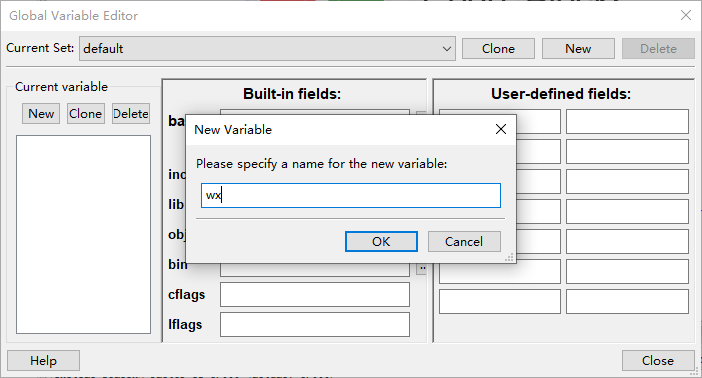 Global Variable Editor
Current Set: default Clone New Delete
Current variable
New Clone Delete
Built-in fields:
User-defined fields:
ba
New Variable
Please specify a name for the new variable:
inc
wx
lib
obj
OK Cancel
bin
..
cflags
lflags
Help Close